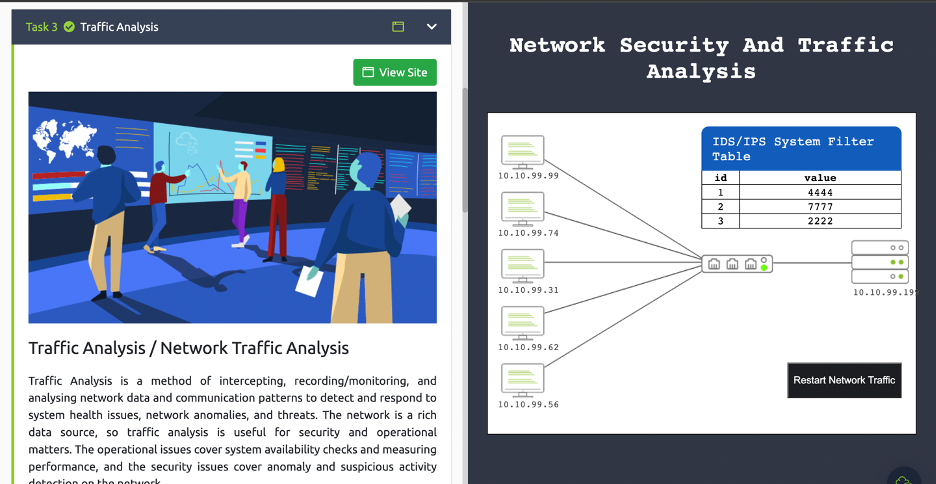 Task 3 Traffic Analysis
View Site
Traffic Analysis / Network Traffic Analysis
Traffic Analysis is a method of intercepting, recording/monitoring, and
analysing network data and communication patterns to detect and respond to
system health issues, network anomalies, and threats. The network is a rich
data source, so traffic analysis is useful for security and operational
matters. The operational issues cover system availability checks and measuring
performance, and the security issues cover anomaly and suspicious activity
detection on the network.
Network Security And Traffic
Analysis
IDS/IPS System Filter
Table
id value
1 4444
2 7777
3 2222
10.10.99.99
10.10.99.74
10.10.99.31
10.10.99.62
10.10.99.56
10.10.99.199
Restart Network Traffic